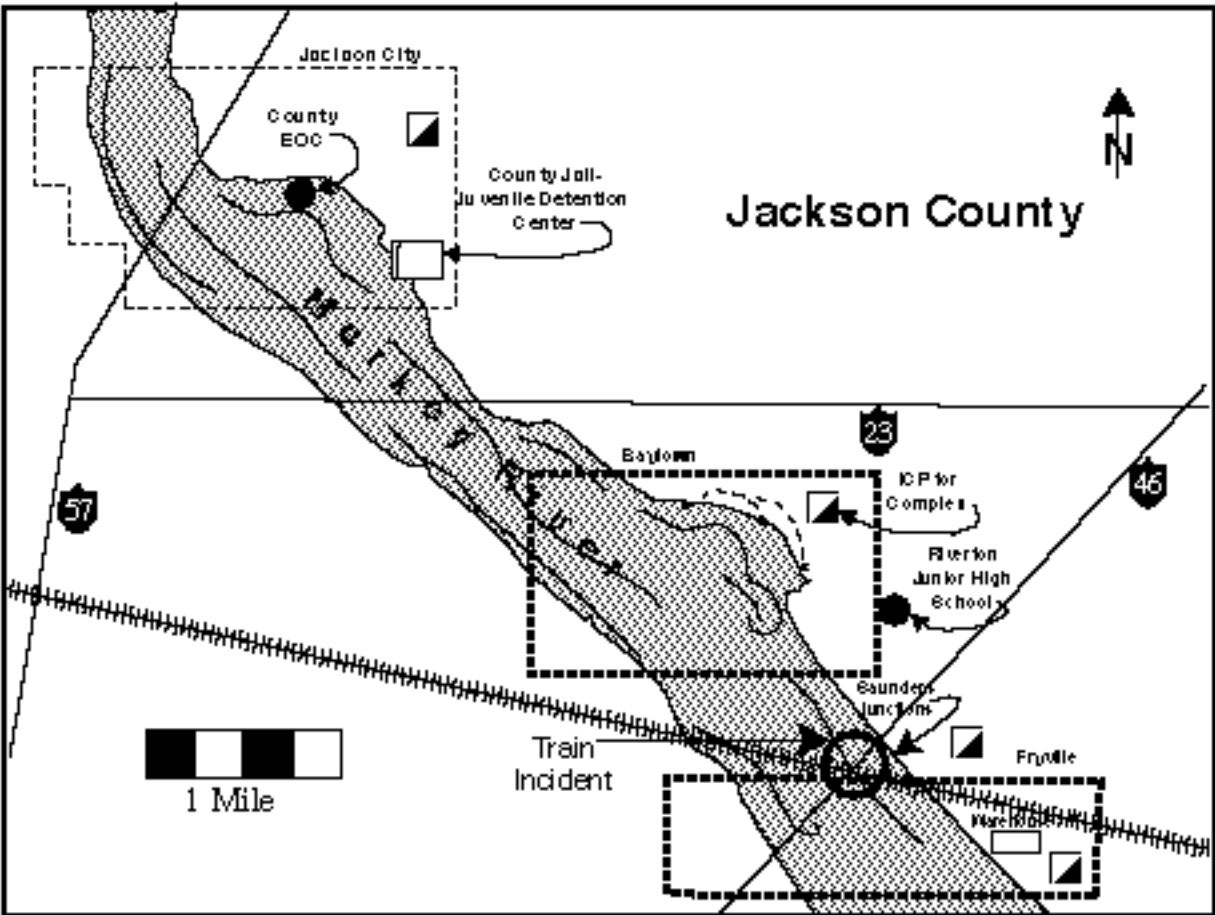 Jackson City
County
EOC
County Jail-
Juvenile Detention
Center
N
Jackson County
Markey River
23
46
57
Baytown
ICP for
Complex
Riverton
Junior High
School
Saunders
Junction
Train
Incident
Fryville
Warehouse
1 Mile